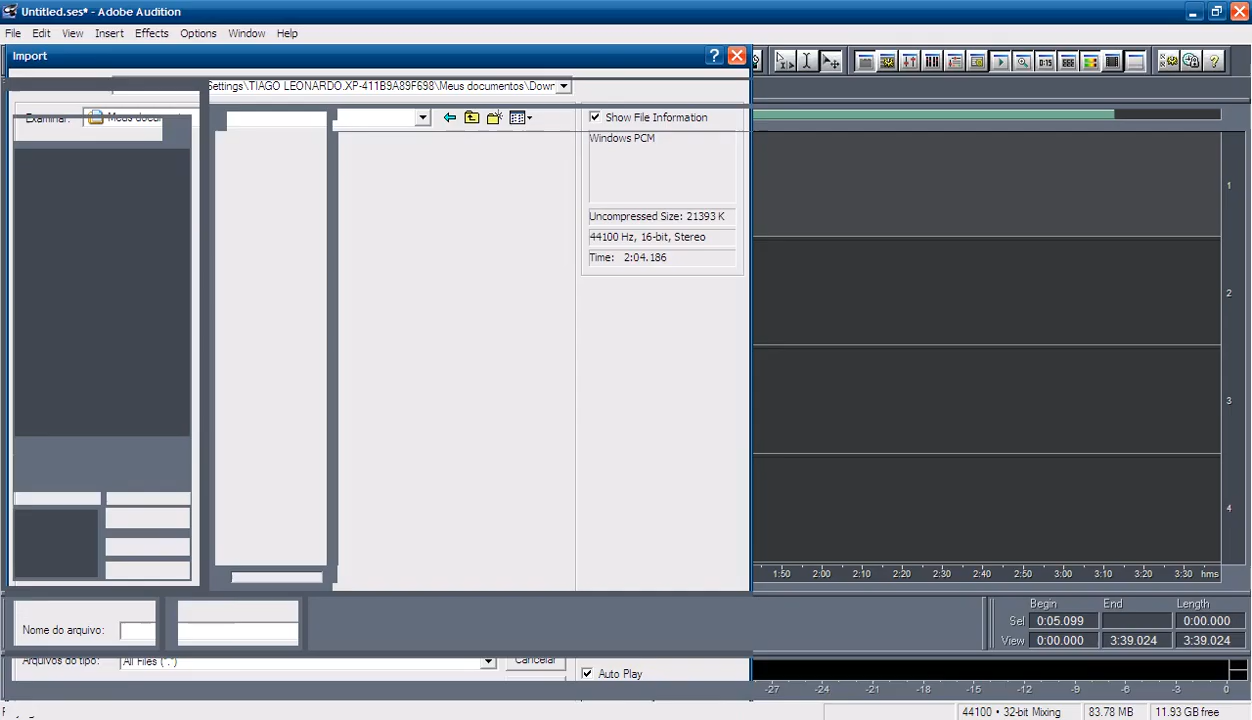 Untitled.ses* - Adobe Audition
File Edit View Insert Effects Options Window Help
Import
Settings\TIAGO LEONARDO.XP-411B9A89F698\Meus documentos\Down
Examinar: Meus
Show File Information
Windows PCM
Uncompressed Size: 21393 K
44100 Hz, 16-bit, Stereo
Time: 2:04.186
1
2
3
4
1:50 2:00 2:10 2:20 2:30 2:40 2:50 3:00 3:10 3:20 3:30 hms
Begin End Length
Sel 0:05.099 0:00.000
View 0:00.000 3:39.024 3:39.024
Nome do arquivo:
Arquivos do tipo: All Files (*.*) Cancelar
Auto Play
-27 -24 -21 -18 -15 -12 -9 -6 -3 0
44100 • 32-bit Mixing 83.78 MB 11.93 GB free